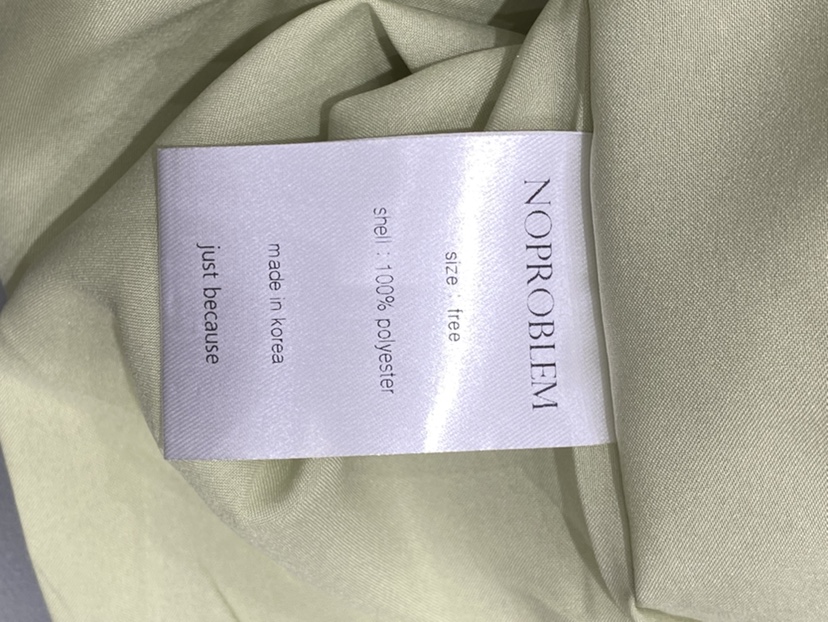 NOPROBLEM
size : free
shell : 100% polyester
made in korea
just because